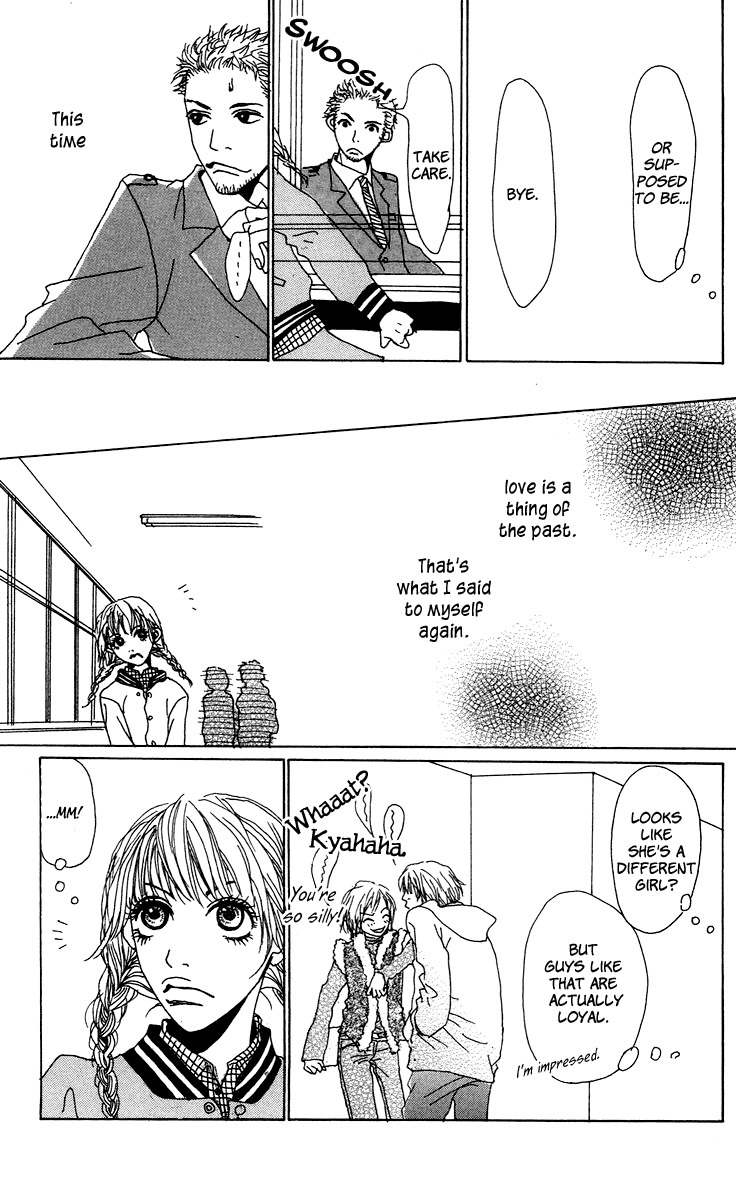 OR
SUP-
POSED
TO BE...
BYE.
SWOOSH
TAKE
CARE.
This
time
------
love is a
thing of
the past.
That's
what I said
to myself
again.
LOOKS
LIKE
SHE'S A
DIFFERENT
GIRL?
BUT
GUYS LIKE
THAT ARE
ACTUALLY
LOYAL.
I'm impressed.
Whaaat?
Kyahaha
You're
so silly!
...MM!